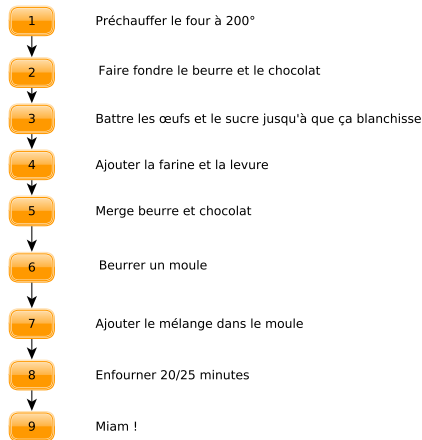 1 Préchauffer le four à 200°
2 Faire fondre le beurre et le chocolat
3 Battre les œufs et le sucre jusqu'à que ça blanchisse
4 Ajouter la farine et la levure
5 Merge beurre et chocolat
6 Beurrer un moule
7 Ajouter le mélange dans le moule
8 Enfourner 20/25 minutes
9 Miam !